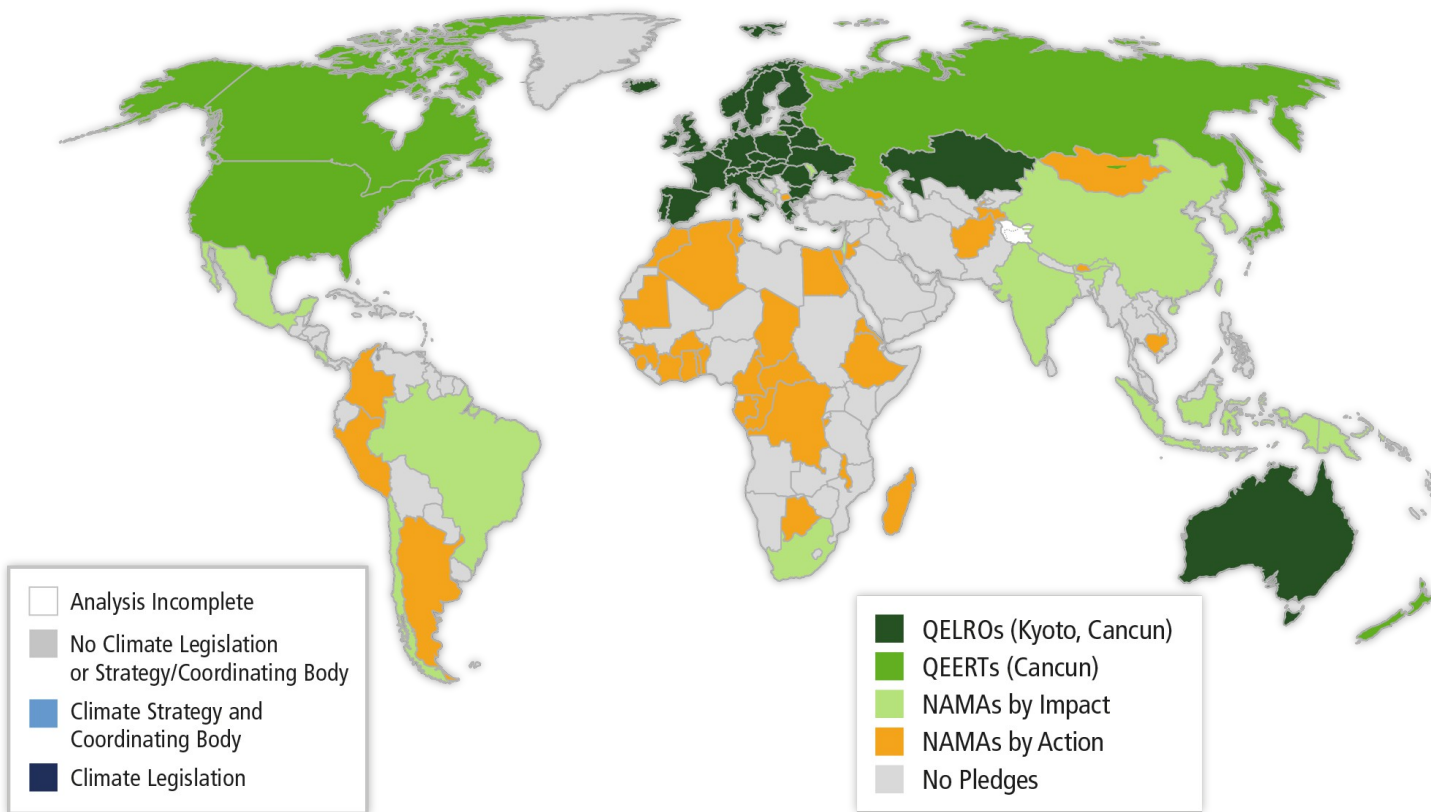 Analysis Incomplete
No Climate Legislation
or Strategy/Coordinating Body
Climate Strategy and
Coordinating Body
Climate Legislation
QELROs (Kyoto, Cancun)
QEERTs (Cancun)
NAMAs by Impact
NAMAs by Action
No Pledges